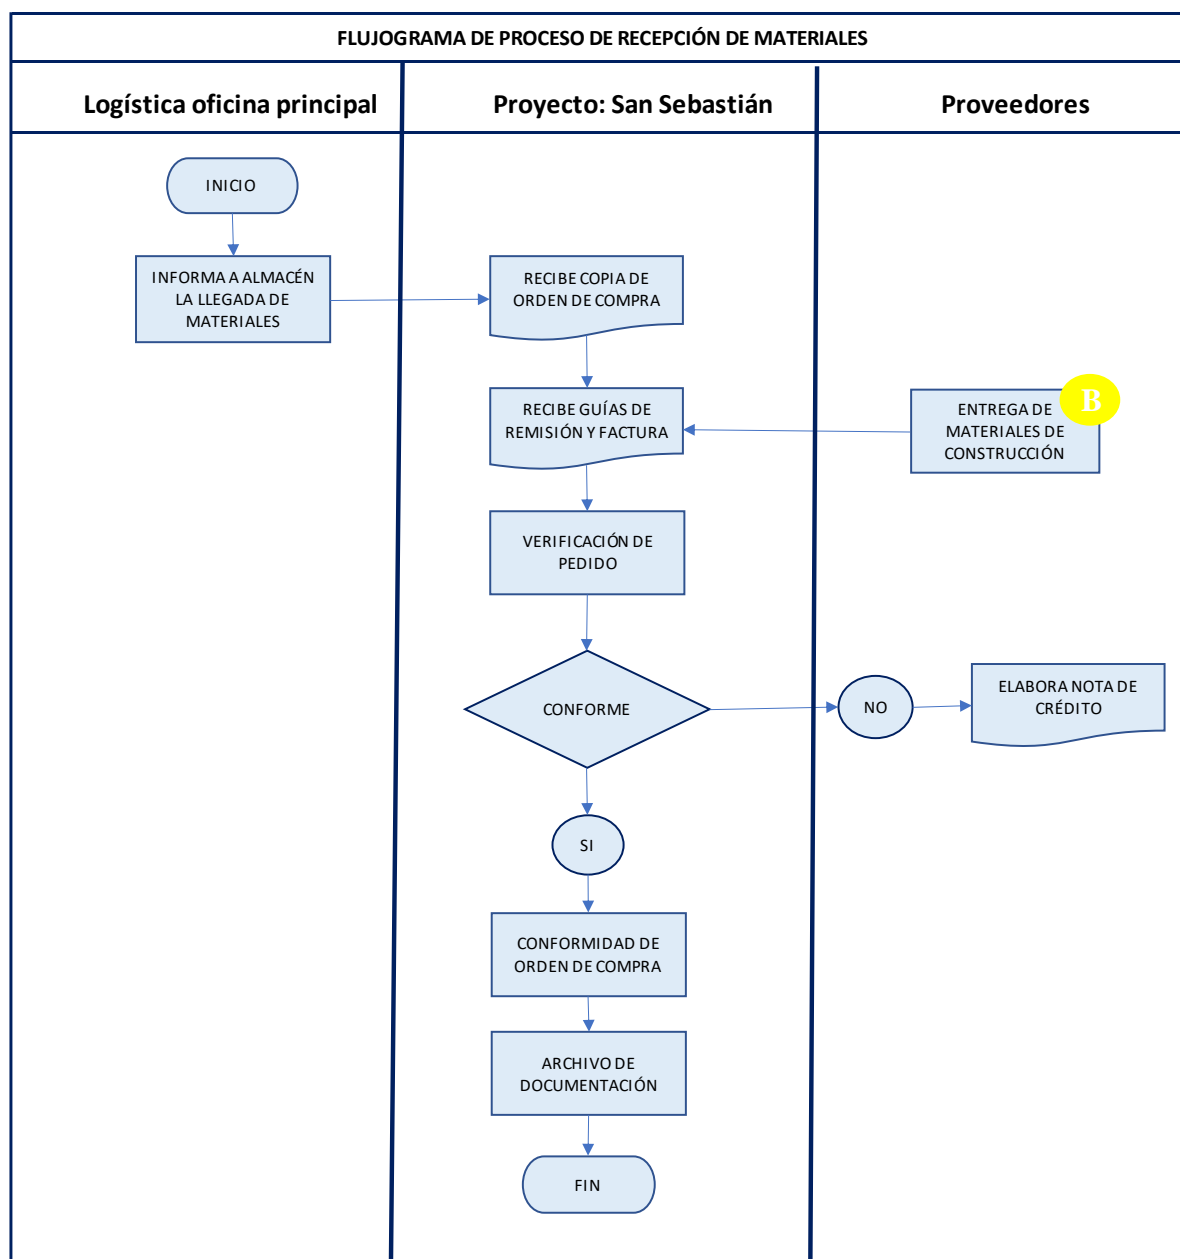 FLUJOGRAMA DE PROCESO DE RECEPCIÓN DE MATERIALES
Logística oficina principal
Proyecto: San Sebastián
Proveedores
INICIO
INFORMA A ALMACÉN
LA LLEGADA DE
MATERIALES
RECIBE COPIA DE
ORDEN DE COMPRA
RECIBE GUÍAS DE
REMISIÓN Y FACTURA
B
ENTREGA DE
MATERIALES DE
CONSTRUCCIÓN
VERIFICACIÓN DE
PEDIDO
CONFORME
NO
ELABORA NOTA DE
CRÉDITO
SI
CONFORMIDAD DE
ORDEN DE COMPRA
ARCHIVO DE
DOCUMENTACIÓN
FIN